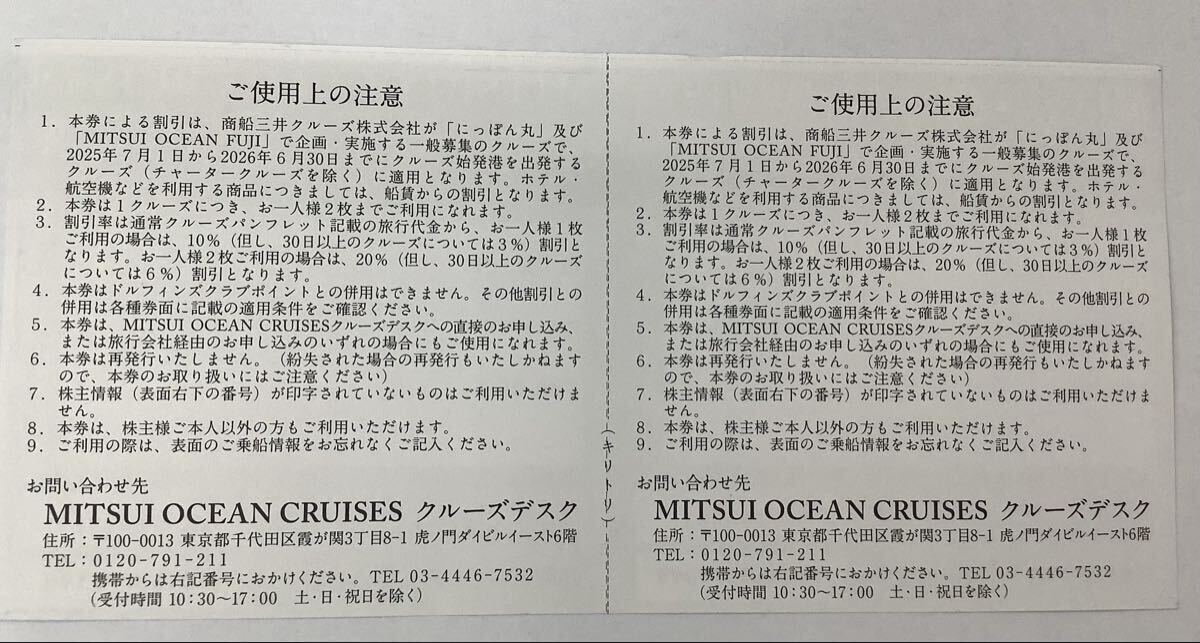 ご使用上の注意
1．本券による割引は、商船三井クルーズ株式会社が「にっぽん丸」及び
「MITSUI OCEAN FUJI」で企画・実施する一般募集のクルーズで、
2025年7月1日から2026年6月30日までにクルーズ始発港を出発する
クルーズ（チャータークルーズを除く）に適用となります。ホテル・
航空機などを利用する商品につきましては、船賃からの割引となります。
2．本券は1クルーズにつき、お一人様2枚までご利用になれます。
3．割引率は通常クルーズパンフレット記載の旅行代金から、お一人様1枚
ご利用の場合は、10％（但し、30日以上のクルーズについては3％）割引と
なります。お一人様2枚ご利用の場合は、20％（但し、30日以上のクルーズ
については6％）割引となります。
4．本券はドルフィンズクラブポイントとの併用はできません。その他割引との
併用は各種券面に記載の適用条件をご確認ください。
5．本券は、MITSUI OCEAN CRUISESクルーズデスクへの直接のお申し込み、
または旅行会社経由のお申し込みのいずれの場合にもご使用になれます。
6．本券は再発行いたしません。（紛失された場合の再発行もいたしかねます
ので、本券のお取り扱いにはご注意ください）
7．株主情報（表面右下の番号）が印字されていないものはご利用いただけま
せん。
8．本券は、株主様ご本人以外の方もご利用いただけます。
9．ご利用の際は、表面のご乗船情報をお忘れなくご記入ください。
お問い合わせ先
MITSUI OCEAN CRUISES クルーズデスク
住所：〒100-0013 東京都千代田区霞が関3丁目8-1 虎ノ門ダイビルイースト6階
TEL：0120-791-211
携帯からは右記番号におかけください。TEL 03-4446-7532
(受付時間 10:30～17:00 土・日・祝日を除く)
（キリトリ）
ご使用上の注意
1．本券による割引は、商船三井クルーズ株式会社が「にっぽん丸」及び
「MITSUI OCEAN FUJI」で企画・実施する一般募集のクルーズで、
2025年7月1日から2026年6月30日までにクルーズ始発港を出発する
クルーズ（チャータークルーズを除く）に適用となります。ホテル・
航空機などを利用する商品につきましては、船賃からの割引となります。
2．本券は1クルーズにつき、お一人様2枚までご利用になれます。
3．割引率は通常クルーズパンフレット記載の旅行代金から、お一人様1枚
ご利用の場合は、10％（但し、30日以上のクルーズについては3％）割引と
なります。お一人様2枚ご利用の場合は、20％（但し、30日以上のクルーズ
については6％）割引となります。
4．本券はドルフィンズクラブポイントとの併用はできません。その他割引との
併用は各種券面に記載の適用条件をご確認ください。
5．本券は、MITSUI OCEAN CRUISESクルーズデスクへの直接のお申し込み、
または旅行会社経由のお申し込みのいずれの場合にもご使用になれます。
6．本券は再発行いたしません。（紛失された場合の再発行もいたしかねます
ので、本券のお取り扱いにはご注意ください）
7．株主情報（表面右下の番号）が印字されていないものはご利用いただけま
せん。
8．本券は、株主様ご本人以外の方もご利用いただけます。
9．ご利用の際は、表面のご乗船情報をお忘れなくご記入ください。
お問い合わせ先
MITSUI OCEAN CRUISES クルーズデスク
住所：〒100-0013 東京都千代田区霞が関3丁目8-1 虎ノ門ダイビルイースト6階
TEL：0120-791-211
携帯からは右記番号におかけください。TEL 03-4446-7532
(受付時間 10:30～17:00 土・日・祝日を除く)